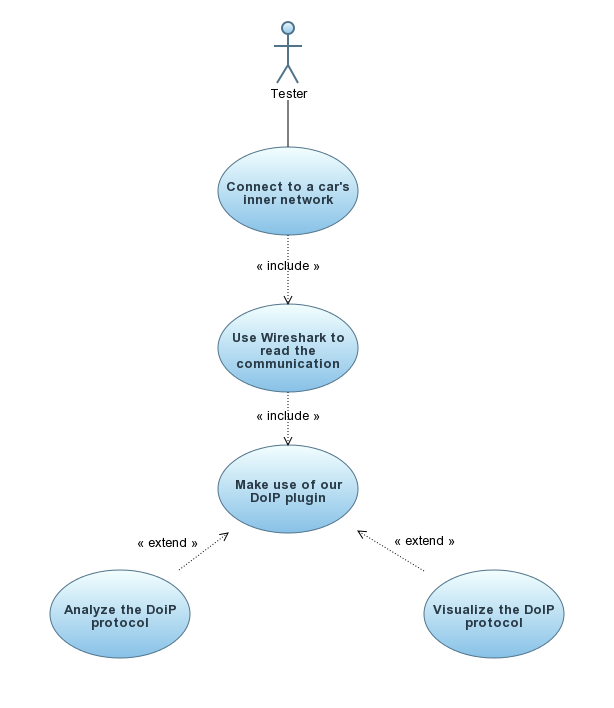 Tester
Connect to a car's
inner network
« include »
Use Wireshark to
read the
communication
« include »
Make use of our
DoIP plugin
« extend »
« extend »
Analyze the DoiP
protocol
Visualize the DoIP
protocol